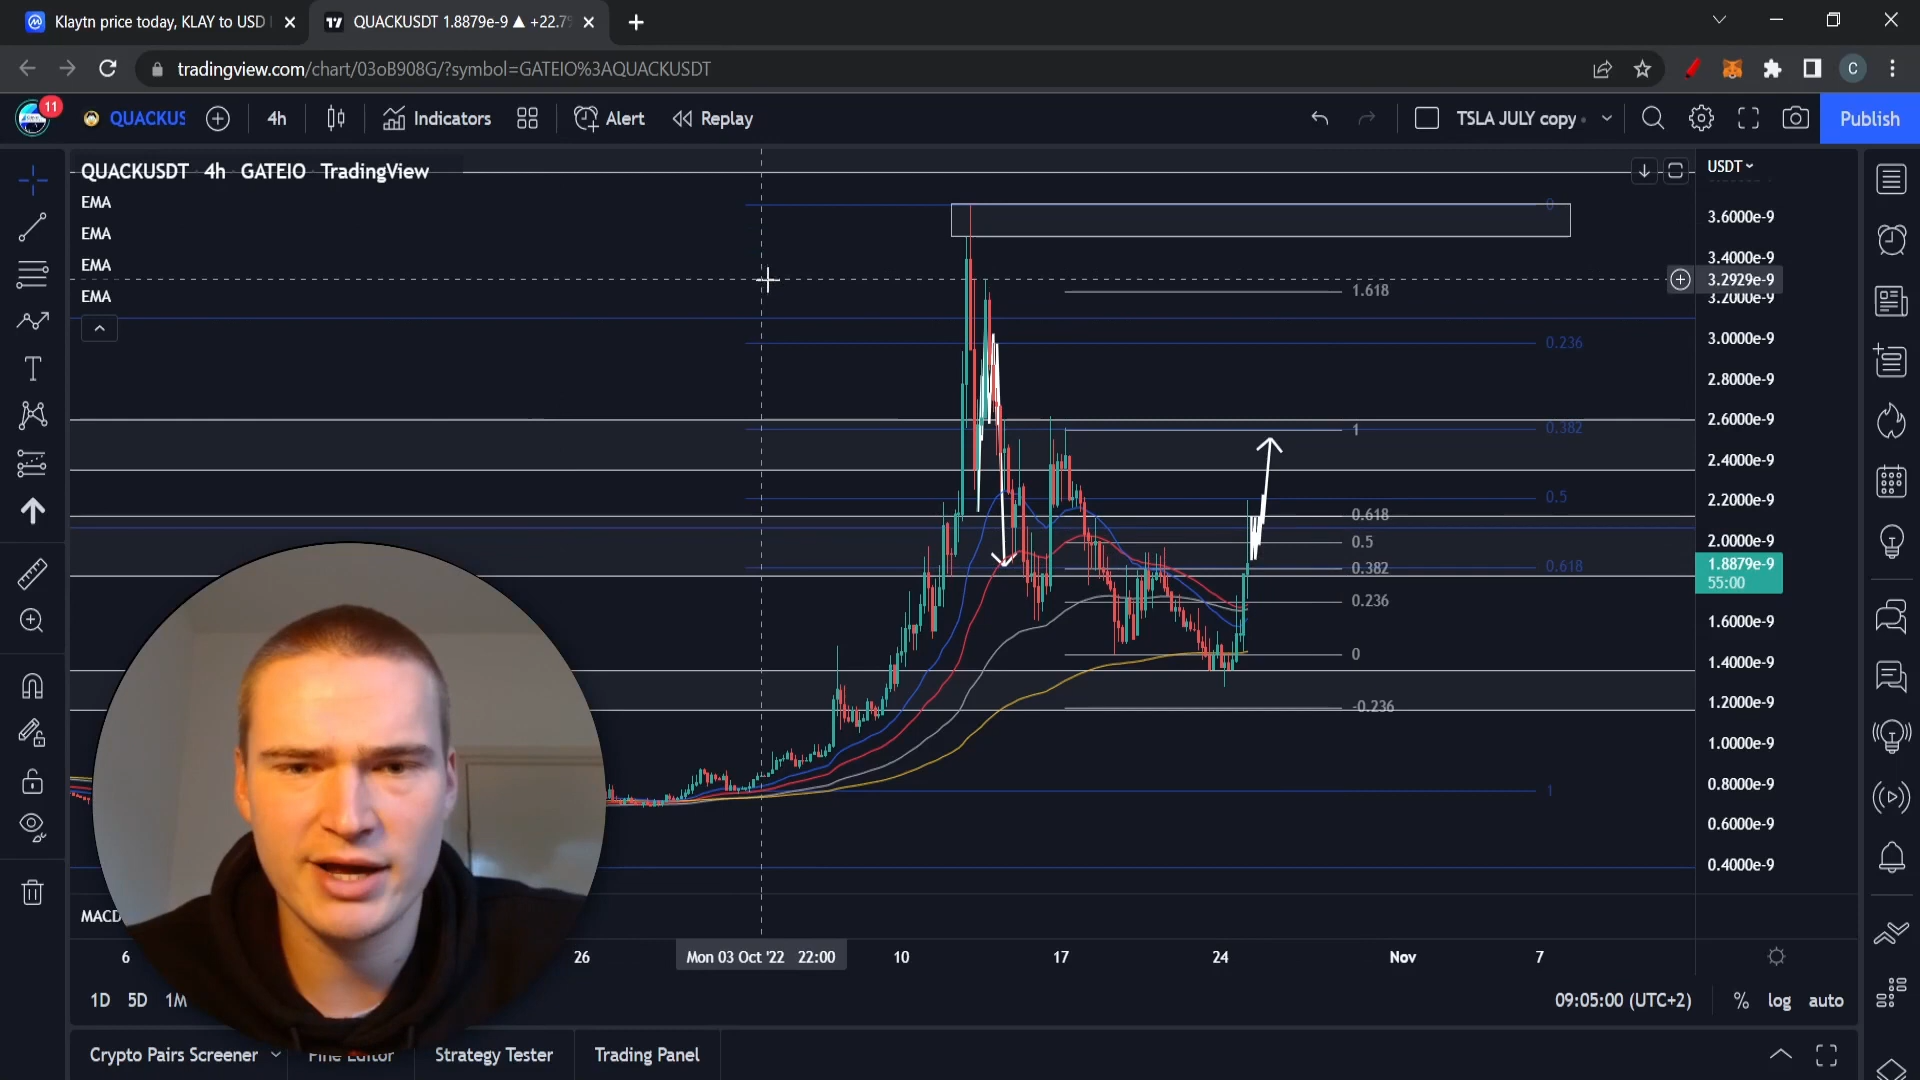 Klaytn price today, KLAY to USD
QUACKUSDT 1.8879e-9 ▲ +22.7%
tradingview.com/chart/03oB908G/?symbol=GATEIO%3AQUACKUSDT
C
11
QUACKUS
4h
Indicators
Alert
Replay
TSLA JULY copy
Publish
QUACKUSDT 4h GATEIO TradingView
USDT
EMA
EMA
EMA
EMA
0
3.6000e-9
3.4000e-9
3.2929e-9
3.2000e-9
1.618
0.236
3.0000e-9
2.8000e-9
2.6000e-9
1
0.382
2.4000e-9
0.5
2.2000e-9
0.618
0.5
2.0000e-9
0.382
0.618
1.8879e-9
55:00
0.236
1.6000e-9
0
1.4000e-9
-0.236
1.2000e-9
1.0000e-9
1
0.8000e-9
0.6000e-9
0.4000e-9
MACD
6
26
Mon 03 Oct '22 22:00
10
17
24
Nov
7
1D 5D 1M
09:05:00 (UTC+2)
% log auto
Crypto Pairs Screener
Pine Editor
Strategy Tester
Trading Panel